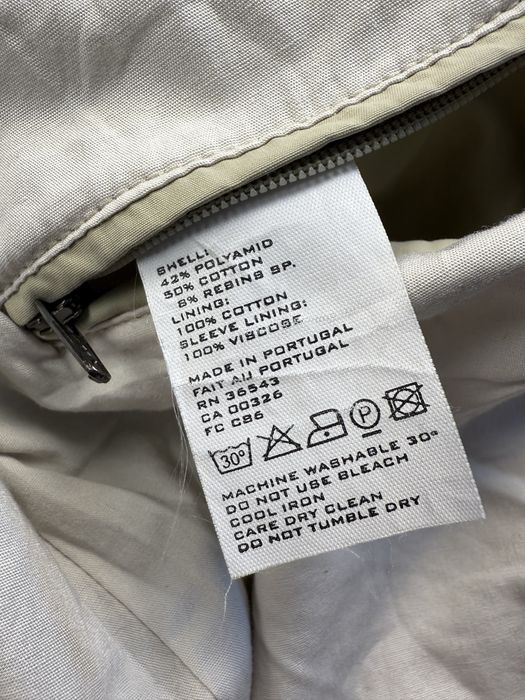 SHELL:
42% POLYAMID
50% COTTON
8% RESINS SP.
LINING:
100% COTTON
SLEEVE LINING:
100% VISCOSE
MADE IN PORTUGAL
FAIT AU PORTUGAL
RN 36543
CA 00326
FC C86
30° P
MACHINE WASHABLE 30°
DO NOT USE BLEACH
COOL IRON
CARE DRY CLEAN
DO NOT TUMBLE DRY